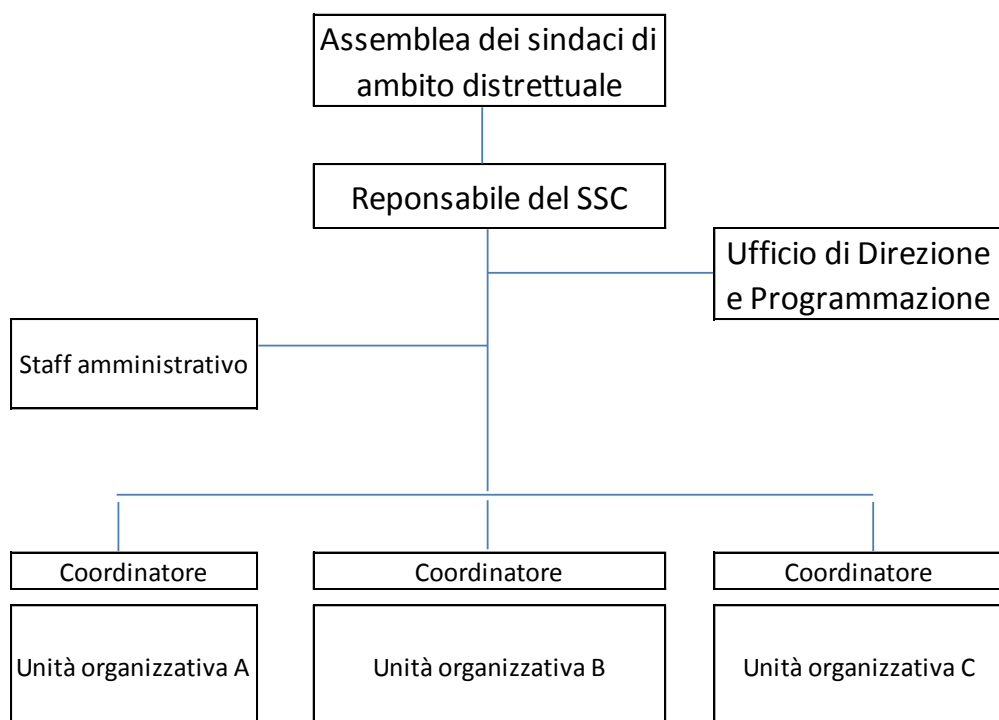 Assemblea dei sindaci di
ambito distrettuale
Reponsabile del SSC
Ufficio di Direzione
e Programmazione
Staff amministrativo
Coordinatore
Coordinatore
Coordinatore
Unità organizzativa A
Unità organizzativa B
Unità organizzativa C